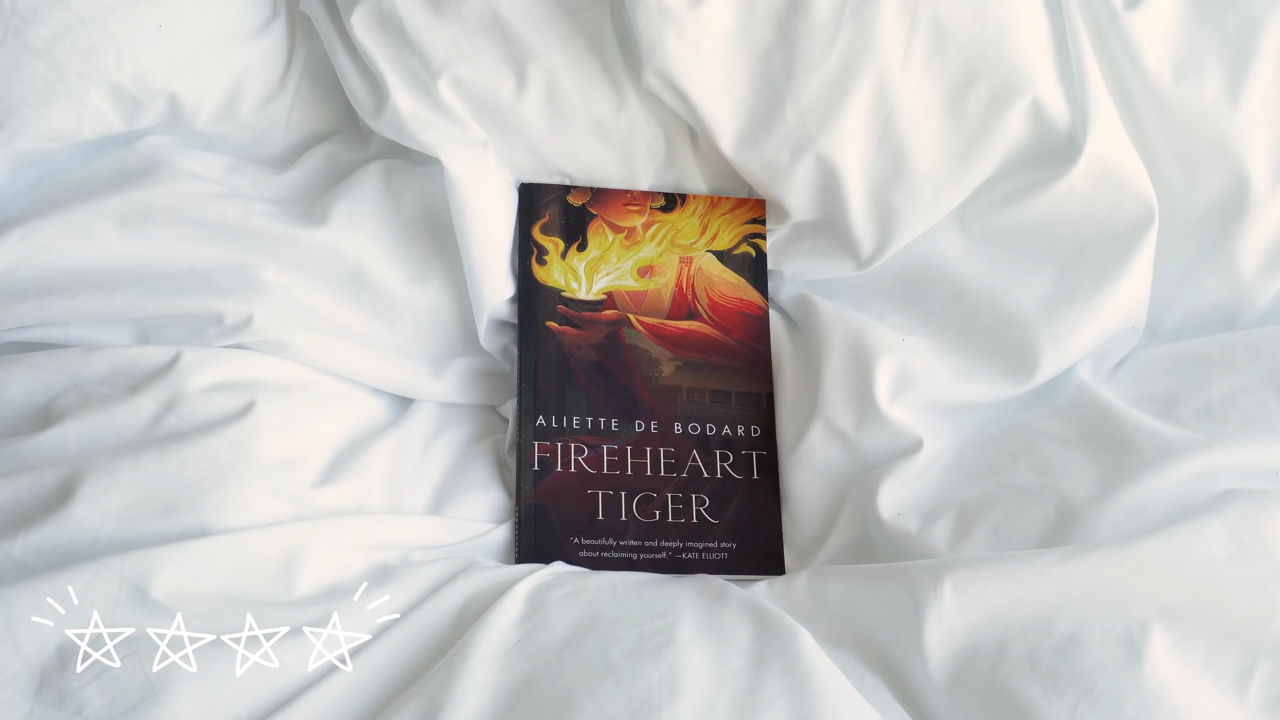 ALIETTE DE BODARD
FIREHEART
TIGER
"A beautifully written and deeply imagined story
about reclaiming yourself." —KATE ELLIOTT